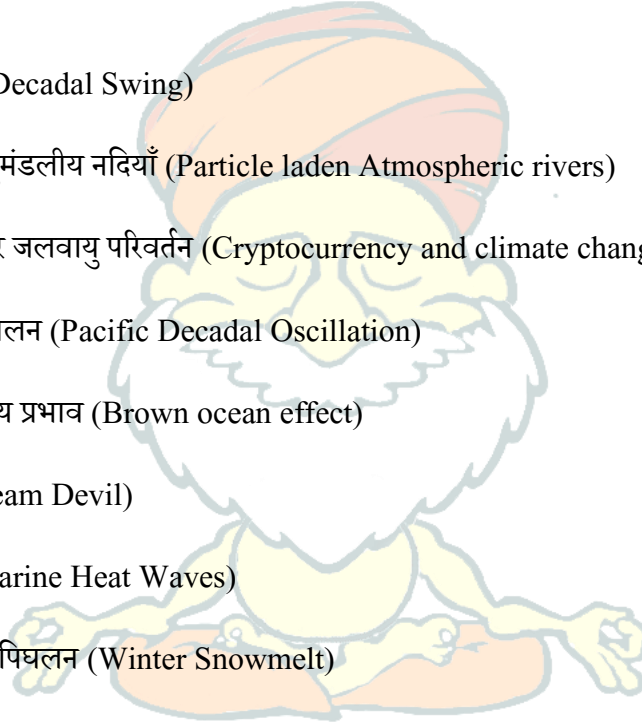 Decadal Swing)
मंडलीय नदियाँ (Particle laden Atmospheric rivers)
जलवायु परिवर्तन (Cryptocurrency and climate chang
लन (Pacific Decadal Oscillation)
य प्रभाव (Brown ocean effect)
eam Devil)
arine Heat Waves)
पिघलन (Winter Snowmelt)